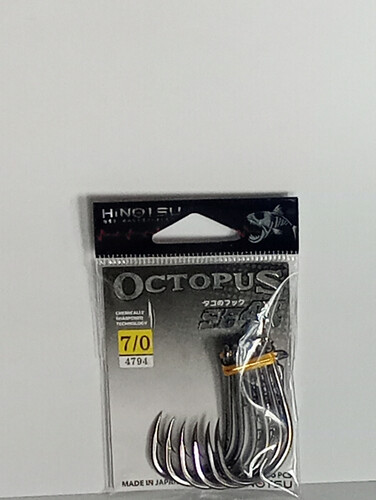 HINOTSU
OCTOPUS
タコのフック
CHEMICALLY
SHARPENED
TECHNOLOGY
7/0
4794
MADE IN JAPAN